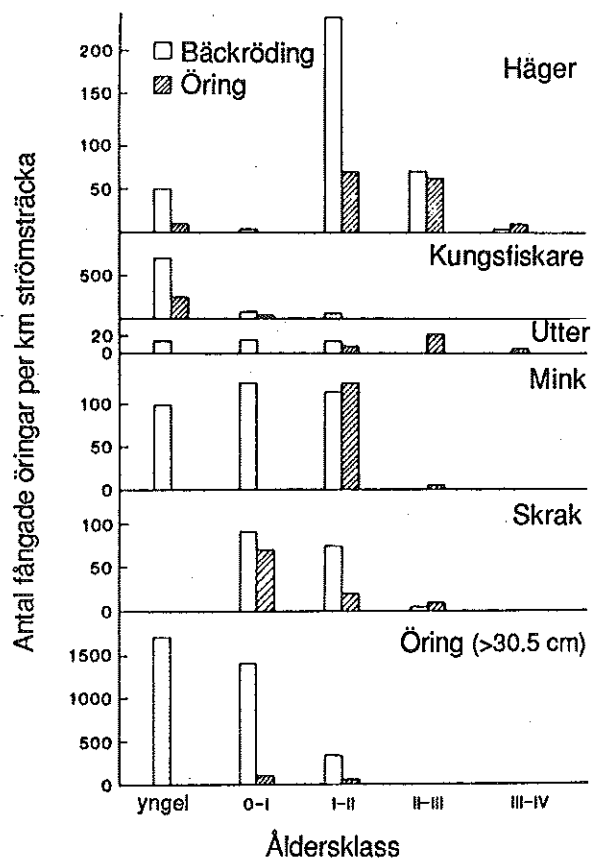 Antal fångade öringar per km strömsträcka
Bäckröding
Öring
Häger
200
150
100
50
Kungsfiskare
500
Utter
20
0
Mink
100
50
0
Skrak
100
50
0
Öring (>30.5 cm)
1500
1000
500
0
yngel 0-I I-II II-III III-IV
Åldersklass